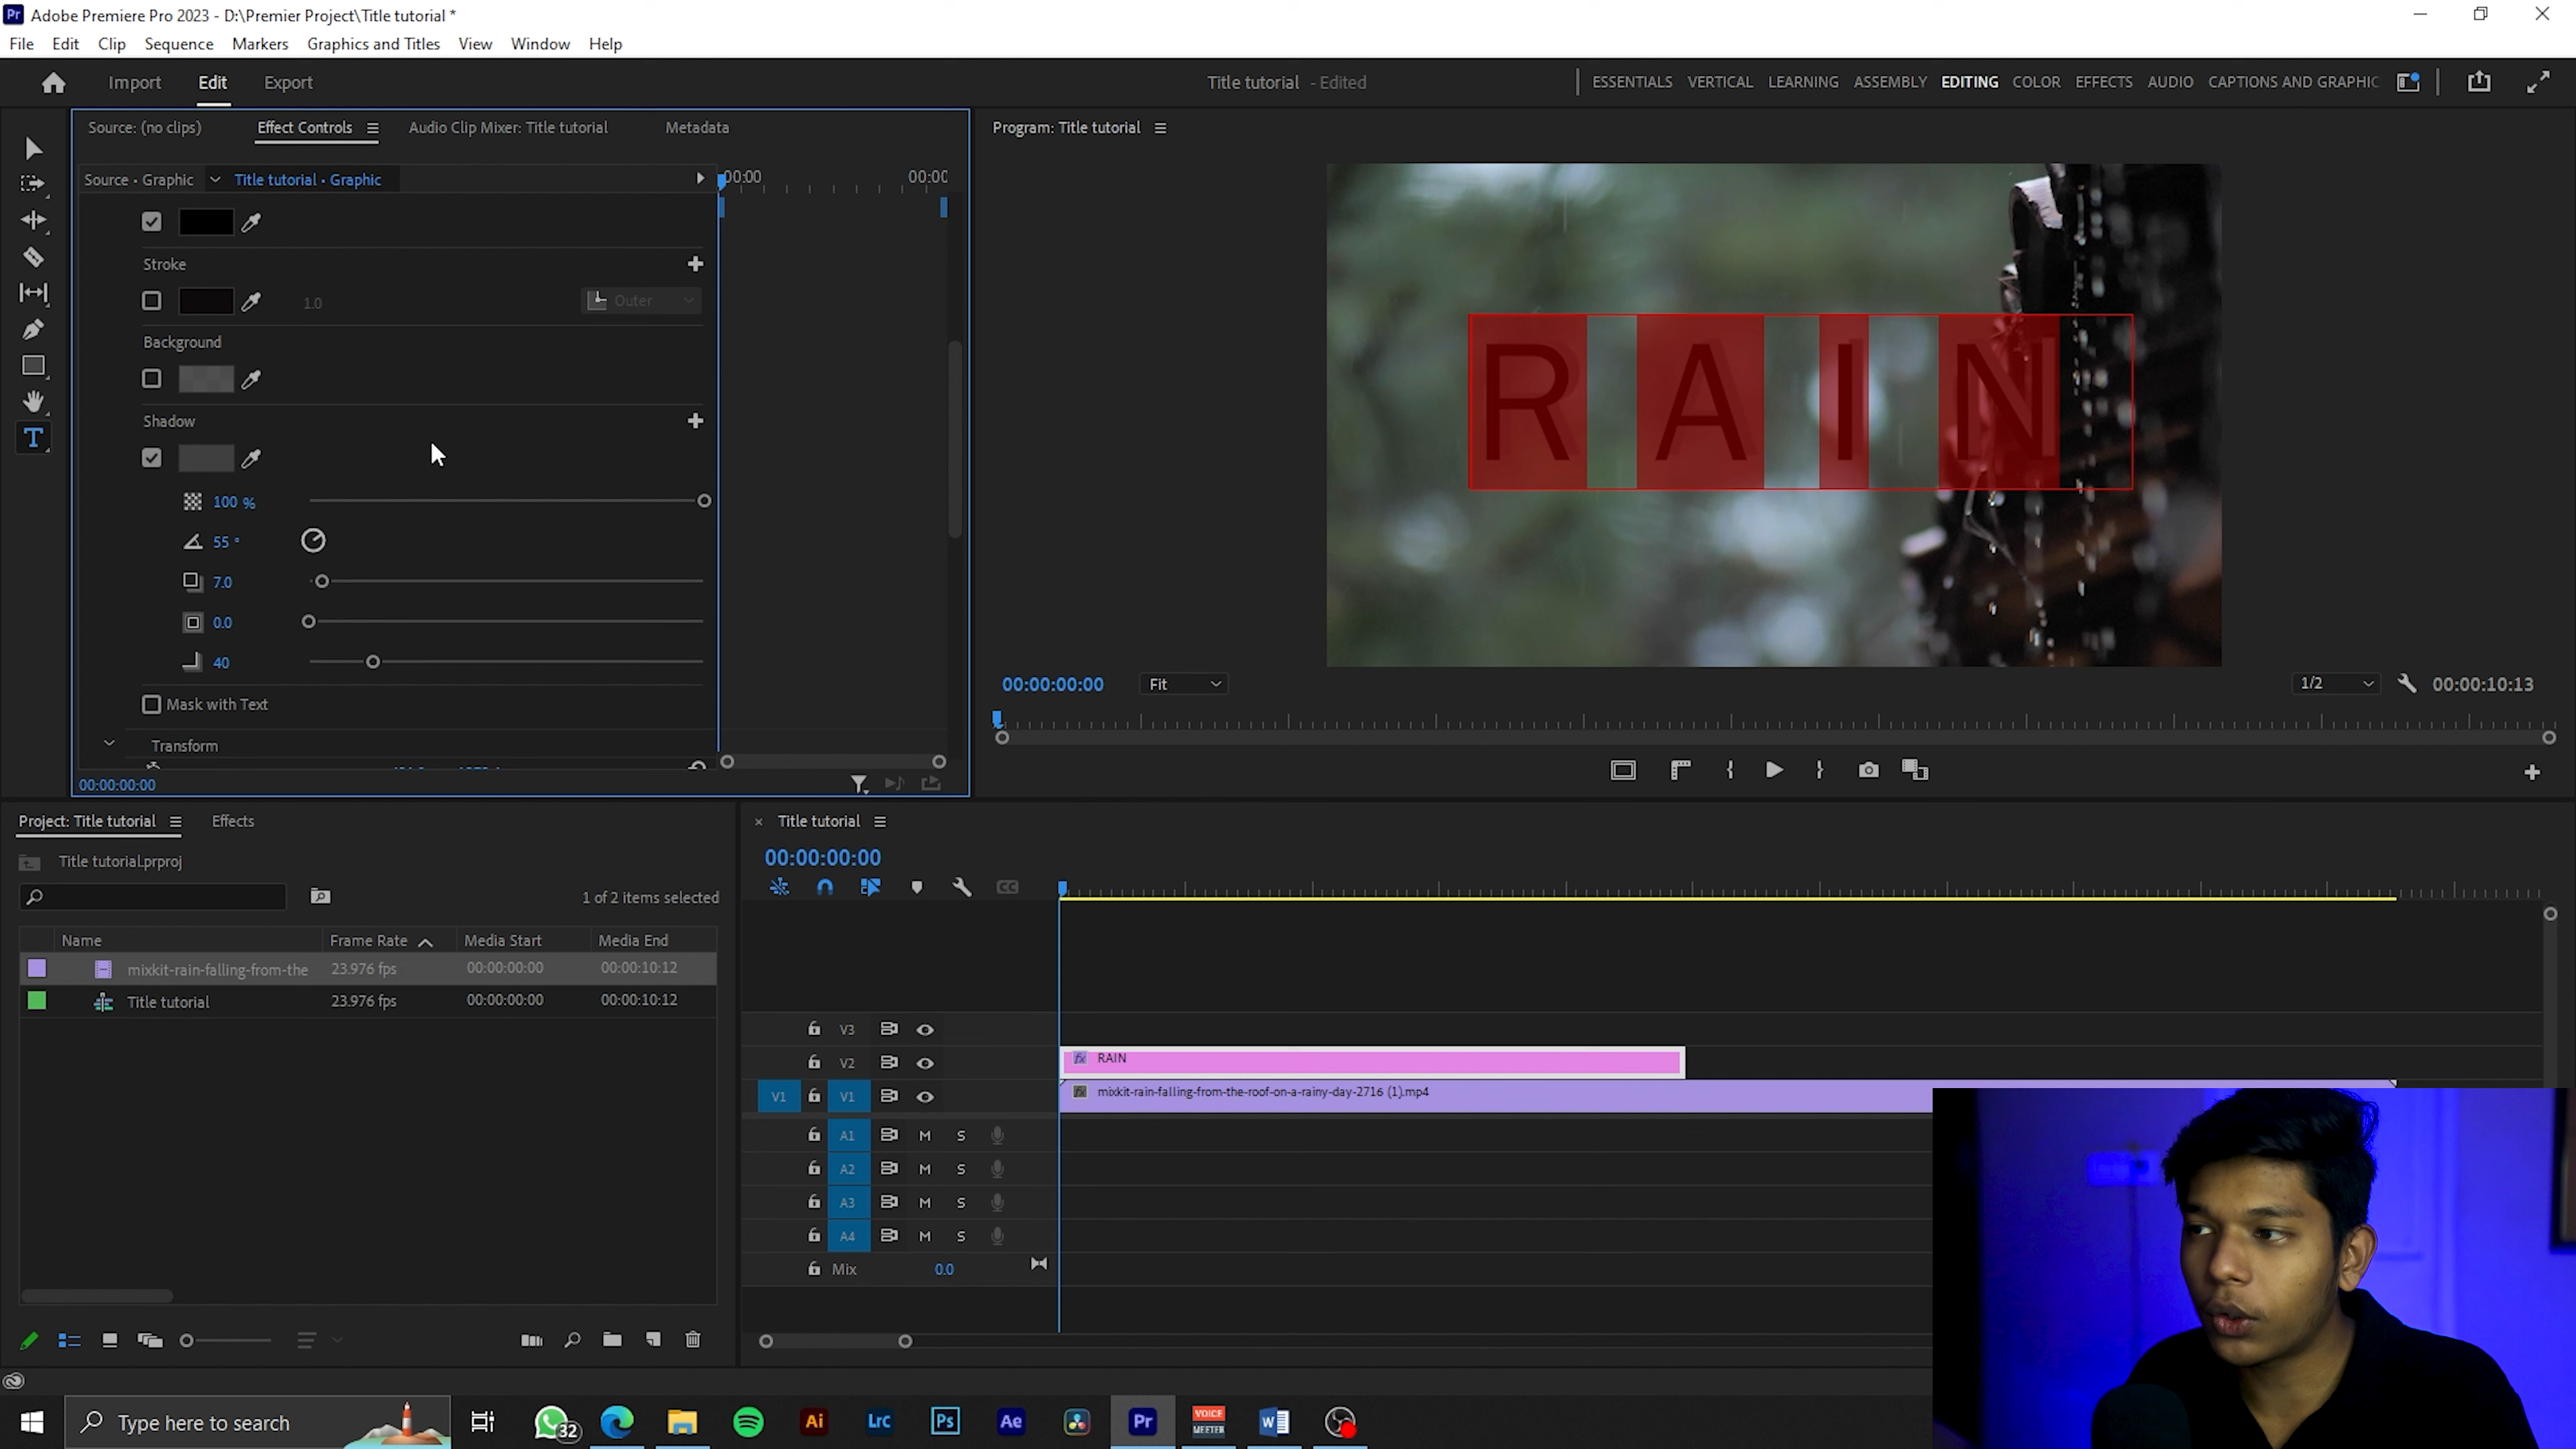 Adobe Premiere Pro 2023 - D:\Premier Project\Title tutorial *
File Edit Clip Sequence Markers Graphics and Titles View Window Help
Import Edit Export
Title tutorial - Edited
ESSENTIALS VERTICAL LEARNING ASSEMBLY EDITING COLOR EFFECTS AUDIO CAPTIONS AND GRAPHIC
Source: (no clips) Effect Controls Audio Clip Mixer: Title tutorial Metadata
Source • Graphic Title tutorial • Graphic
00:00 00:00
Stroke
1.0 Outer
Background
Shadow
100 %
55 °
7.0
0.0
40
Mask with Text
Transform
00:00:00:00
Program: Title tutorial
RAIN
00:00:00:00 Fit 1/2 00:00:10:13
Project: Title tutorial Effects
Title tutorial.prproj
1 of 2 items selected
Name Frame Rate Media Start Media End
mixkit-rain-falling-from-the 23.976 fps 00:00:00:00 00:00:10:12
Title tutorial 23.976 fps 00:00:00:00 00:00:10:12
× Title tutorial
00:00:00:00
V3
V2 RAIN
V1 V1 mixkit-rain-falling-from-the-roof-on-a-rainy-day-2716 (1).mp4
A1 M S
A2 M S
A3 M S
A4 M S
Mix 0.0
Type here to search
32
Ai
Lrc
Ps
Ae
Pr
VOICE
MEETER
W